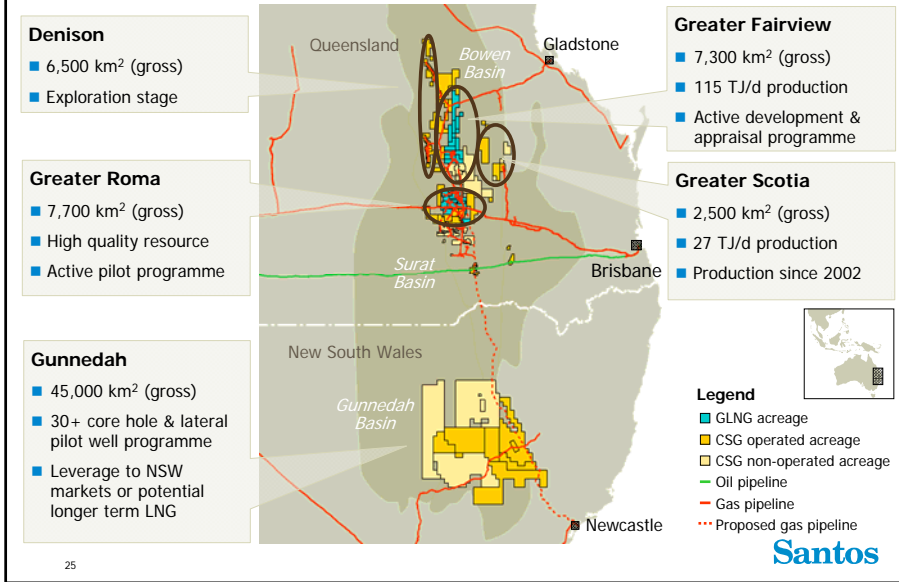 Denison
■ 6,500 km² (gross)
■ Exploration stage
Greater Roma
■ 7,700 km² (gross)
■ High quality resource
■ Active pilot programme
Gunnedah
■ 45,000 km² (gross)
■ 30+ core hole & lateral
pilot well programme
■ Leverage to NSW
markets or potential
longer term LNG
Queensland
Bowen
Basin
Gladstone
Surat
Basin
Brisbane
New South Wales
Gunnedah
Basin
Newcastle
Greater Fairview
■ 7,300 km² (gross)
■ 115 TJ/d production
■ Active development &
appraisal programme
Greater Scotia
■ 2,500 km² (gross)
■ 27 TJ/d production
■ Production since 2002
Legend
GLNG acreage
CSG operated acreage
CSG non-operated acreage
Oil pipeline
Gas pipeline
Proposed gas pipeline
Santos
25